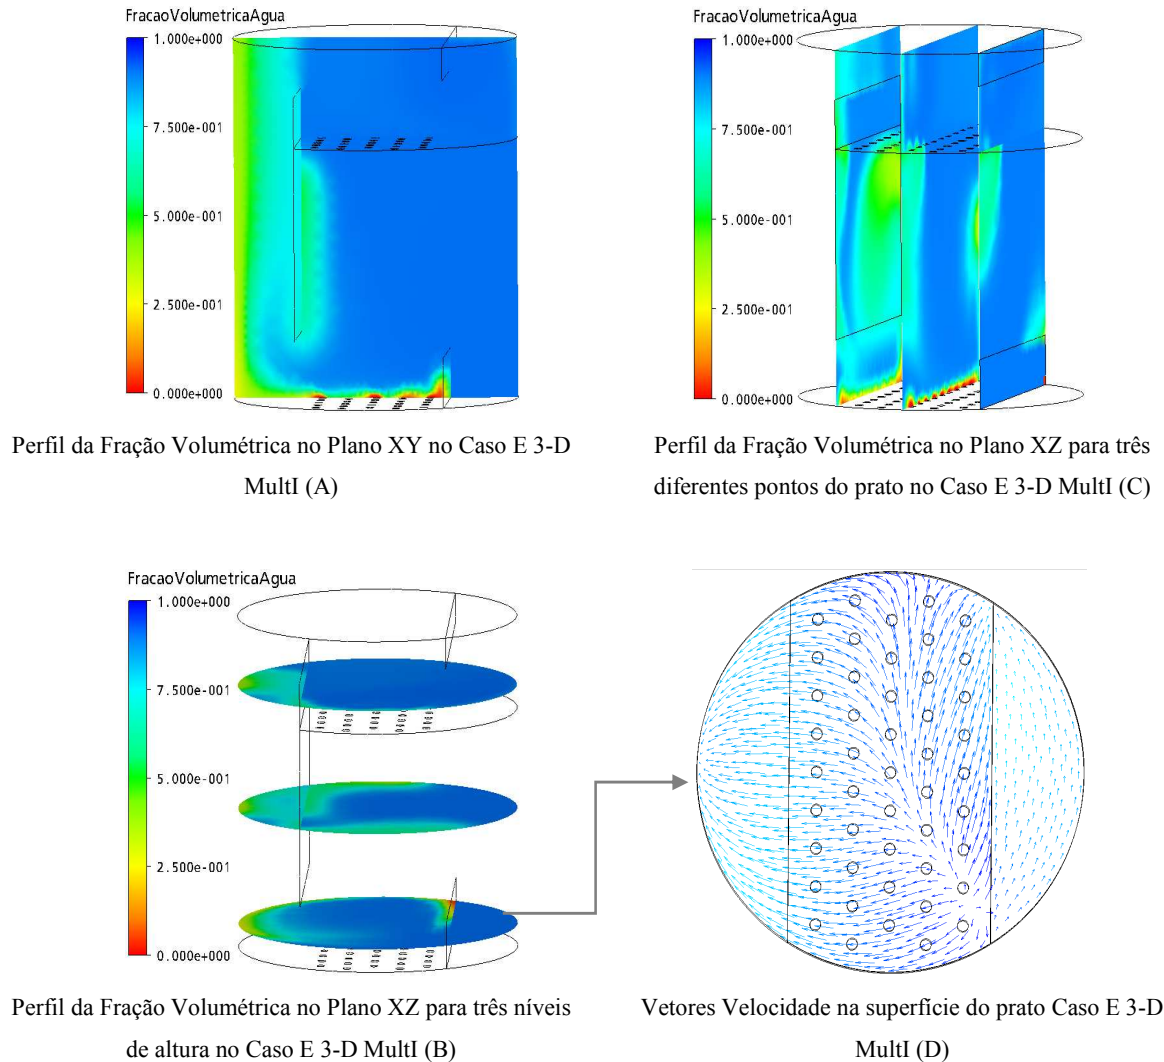 FracaoVolumetricaAgua
1.000e+000
7.500e-001
5.000e-001
2.500e-001
0.000e+000
Perfil da Fração Volumétrica no Plano XY no Caso E 3-D
MultI (A)
FracaoVolumetricaAgua
1.000e+000
7.500e-001
5.000e-001
2.500e-001
0.000e+000
Perfil da Fração Volumétrica no Plano XZ para três
diferentes pontos do prato no Caso E 3-D MultI (C)
FracaoVolumetricaAgua
1.000e+000
7.500e-001
5.000e-001
2.500e-001
0.000e+000
Perfil da Fração Volumétrica no Plano XZ para três níveis
de altura no Caso E 3-D MultI (B)
Vetores Velocidade na superfície do prato Caso E 3-D
MultI (D)